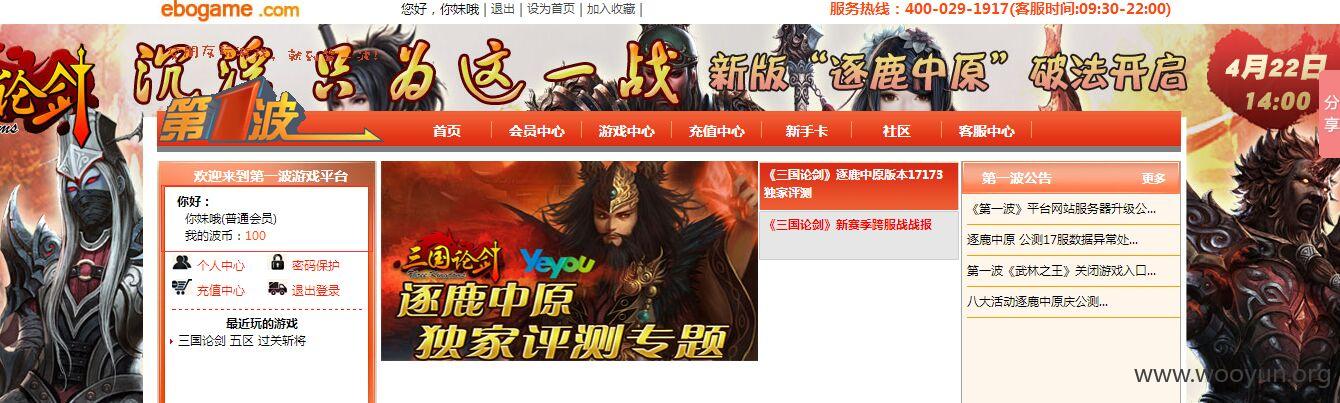 ebogame.com
您好，你妹哦 | 退出 | 设为首页 | 加入收藏 |
服务热线：400-029-1917(客服时间:09:30-22:00)
论剑
沉淫只为这一战
新版“逐鹿中原”破法开启
4月22日
14:00
分享
第1波
首页
会员中心
游戏中心
充值中心
新手卡
社区
客服中心
欢迎来到第一波游戏平台
你好：
你妹哦(普通会员)
我的波币：100
个人中心
密码保护
充值中心
退出登录
最近玩的游戏
三国论剑 五区 过关斩将
三国论剑
Yeyou
逐鹿中原
独家评测专题
《三国论剑》逐鹿中原版本17173
独家评测
《三国论剑》新赛季跨服战战报
第一波公告
更多
《第一波》平台网站服务器升级公...
逐鹿中原 公测17服数据异常处...
第一波《武林之王》关闭游戏入口...
八大活动逐鹿中原庆公测...
www.wooyun.org